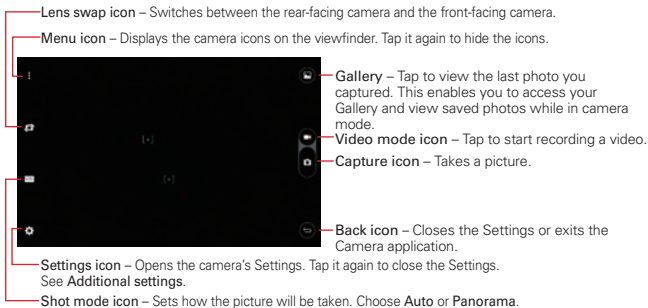 Lens swap icon – Switches between the rear-facing camera and the front-facing camera.
Menu icon – Displays the camera icons on the viewfinder. Tap it again to hide the icons.
Gallery – Tap to view the last photo you
captured. This enables you to access your
Gallery and view saved photos while in camera
mode.
Video mode icon – Tap to start recording a video.
Capture icon – Takes a picture.
Back icon – Closes the Settings or exits the
Camera application.
Settings icon – Opens the camera's Settings. Tap it again to close the Settings.
See Additional settings.
Shot mode icon – Sets how the picture will be taken. Choose Auto or Panorama.